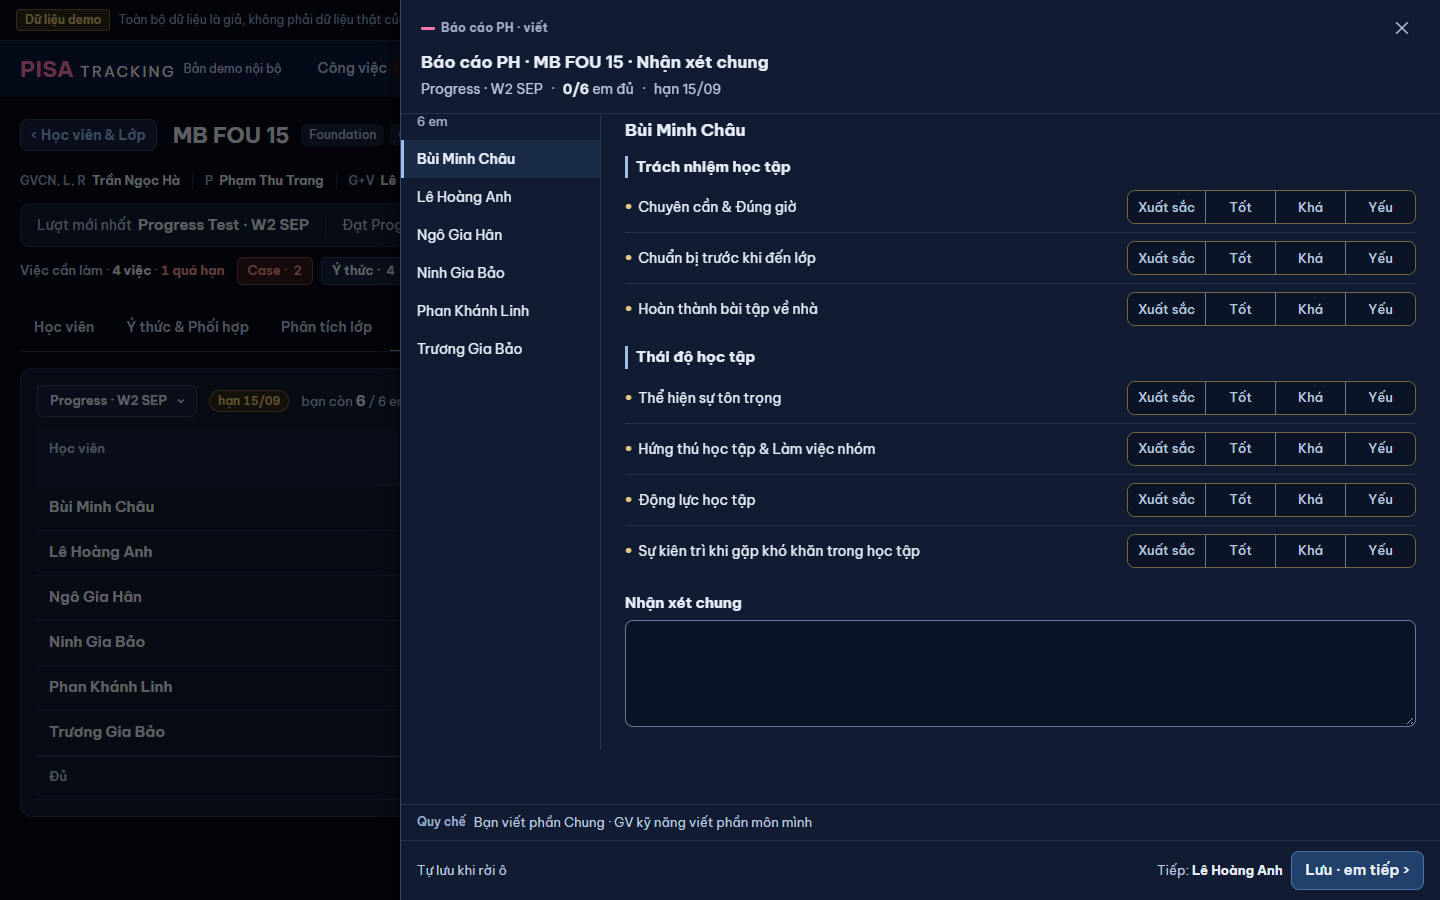 Dữ liệu demo Toàn bộ dữ liệu là giả, không phải dữ liệu thật
PISA TRACKING Bản demo nội bộ Công việc
‹ Học viên & Lớp MB FOU 15 Foundation
GVCN, L, R Trần Ngọc Hà P Phạm Thu Trang G+V Lê
Lượt mới nhất Progress Test · W2 SEP Đạt Prog
Việc cần làm · 4 việc · 1 quá hạn Case · 2 Ý thức · 4
Học viên Ý thức & Phối hợp Phân tích lớp
Progress · W2 SEP hạn 15/09 bạn còn 6 / 6 em
Học viên
Bùi Minh Châu
Lê Hoàng Anh
Ngô Gia Hân
Ninh Gia Bảo
Phan Khánh Linh
Trương Gia Bảo
Đủ
Báo cáo PH · viết
Báo cáo PH · MB FOU 15 · Nhận xét chung
Progress · W2 SEP · 0/6 em đủ · hạn 15/09
6 em
Bùi Minh Châu
Lê Hoàng Anh
Ngô Gia Hân
Ninh Gia Bảo
Phan Khánh Linh
Trương Gia Bảo
Bùi Minh Châu
Trách nhiệm học tập
• Chuyên cần & Đúng giờ Xuất sắc Tốt Khá Yếu
• Chuẩn bị trước khi đến lớp Xuất sắc Tốt Khá Yếu
• Hoàn thành bài tập về nhà Xuất sắc Tốt Khá Yếu
Thái độ học tập
• Thể hiện sự tôn trọng Xuất sắc Tốt Khá Yếu
• Hứng thú học tập & Làm việc nhóm Xuất sắc Tốt Khá Yếu
• Động lực học tập Xuất sắc Tốt Khá Yếu
• Sự kiên trì khi gặp khó khăn trong học tập Xuất sắc Tốt Khá Yếu
Nhận xét chung
Quy chế Bạn viết phần Chung · GV kỹ năng viết phần môn mình
Tự lưu khi rời ô Tiếp: Lê Hoàng Anh Lưu · em tiếp ›